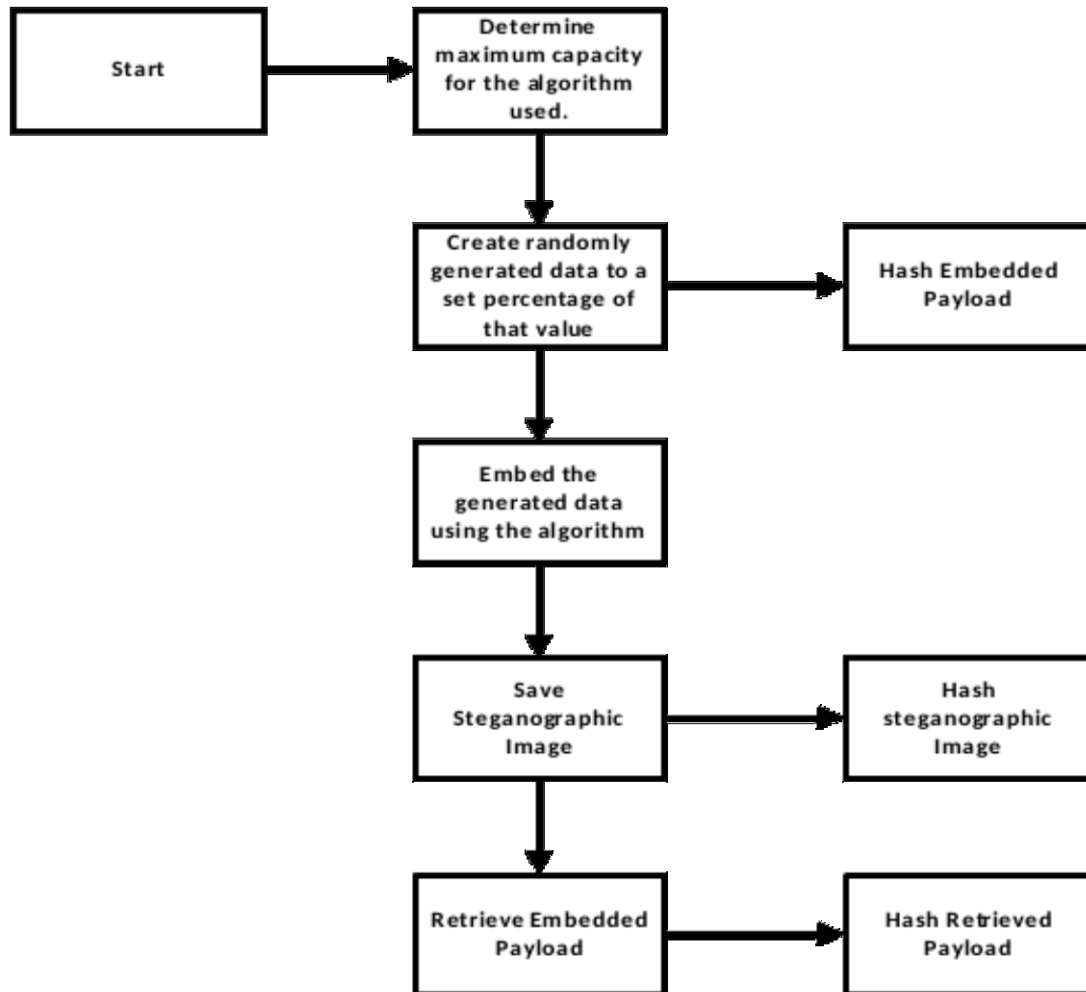 Start
Determine
maximum capacity
for the algorithm
used.
Create randomly
generated data to a
set percentage of
that value
Hash Embedded
Payload
Embed the
generated data
using the algorithm
Save
Steganographic
Image
Hash
steganographic
Image
Retrieve Embedded
Payload
Hash Retrieved
Payload